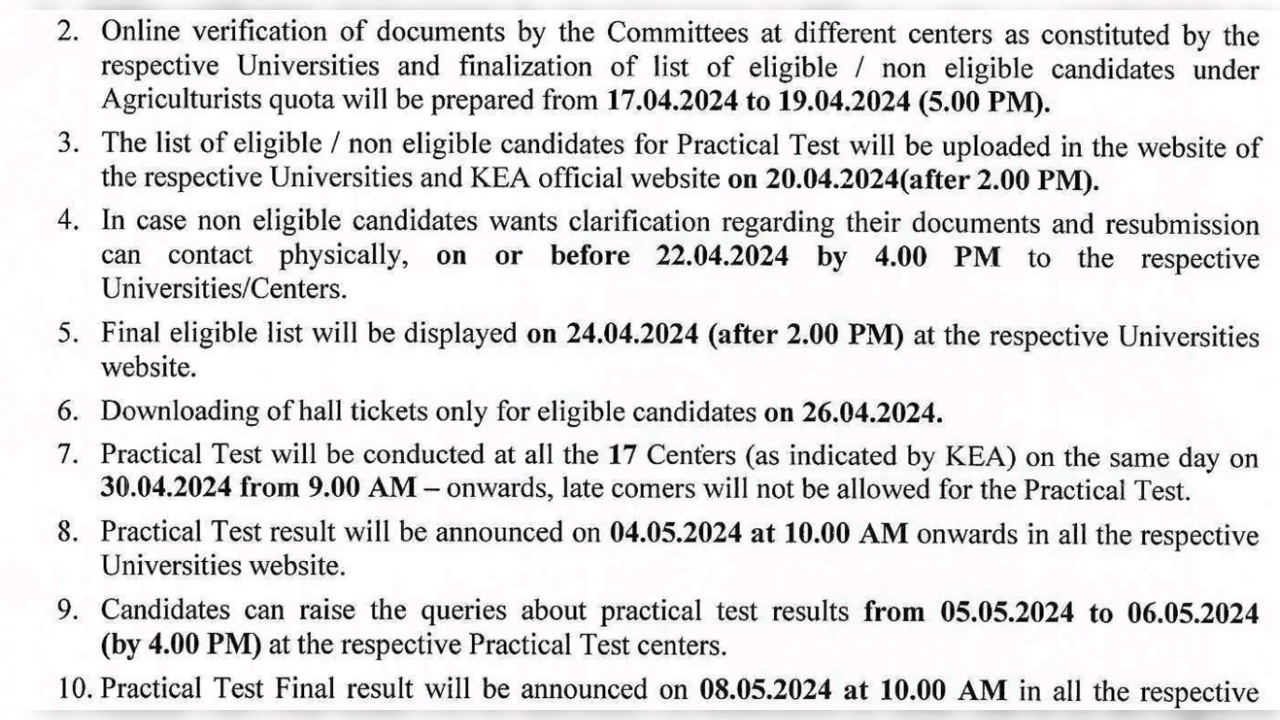 2. Online verification of documents by the Committees at different centers as constituted by the
respective Universities and finalization of list of eligible / non eligible candidates under
Agriculturists quota will be prepared from 17.04.2024 to 19.04.2024 (5.00 PM).
3. The list of eligible / non eligible candidates for Practical Test will be uploaded in the website of
the respective Universities and KEA official website on 20.04.2024(after 2.00 PM).
4. In case non eligible candidates wants clarification regarding their documents and resubmission
can contact physically, on or before 22.04.2024 by 4.00 PM to the respective
Universities/Centers.
5. Final eligible list will be displayed on 24.04.2024 (after 2.00 PM) at the respective Universities
website.
6. Downloading of hall tickets only for eligible candidates on 26.04.2024.
7. Practical Test will be conducted at all the 17 Centers (as indicated by KEA) on the same day on
30.04.2024 from 9.00 AM – onwards, late comers will not be allowed for the Practical Test.
8. Practical Test result will be announced on 04.05.2024 at 10.00 AM onwards in all the respective
Universities website.
9. Candidates can raise the queries about practical test results from 05.05.2024 to 06.05.2024
(by 4.00 PM) at the respective Practical Test centers.
10. Practical Test Final result will be announced on 08.05.2024 at 10.00 AM in all the respective